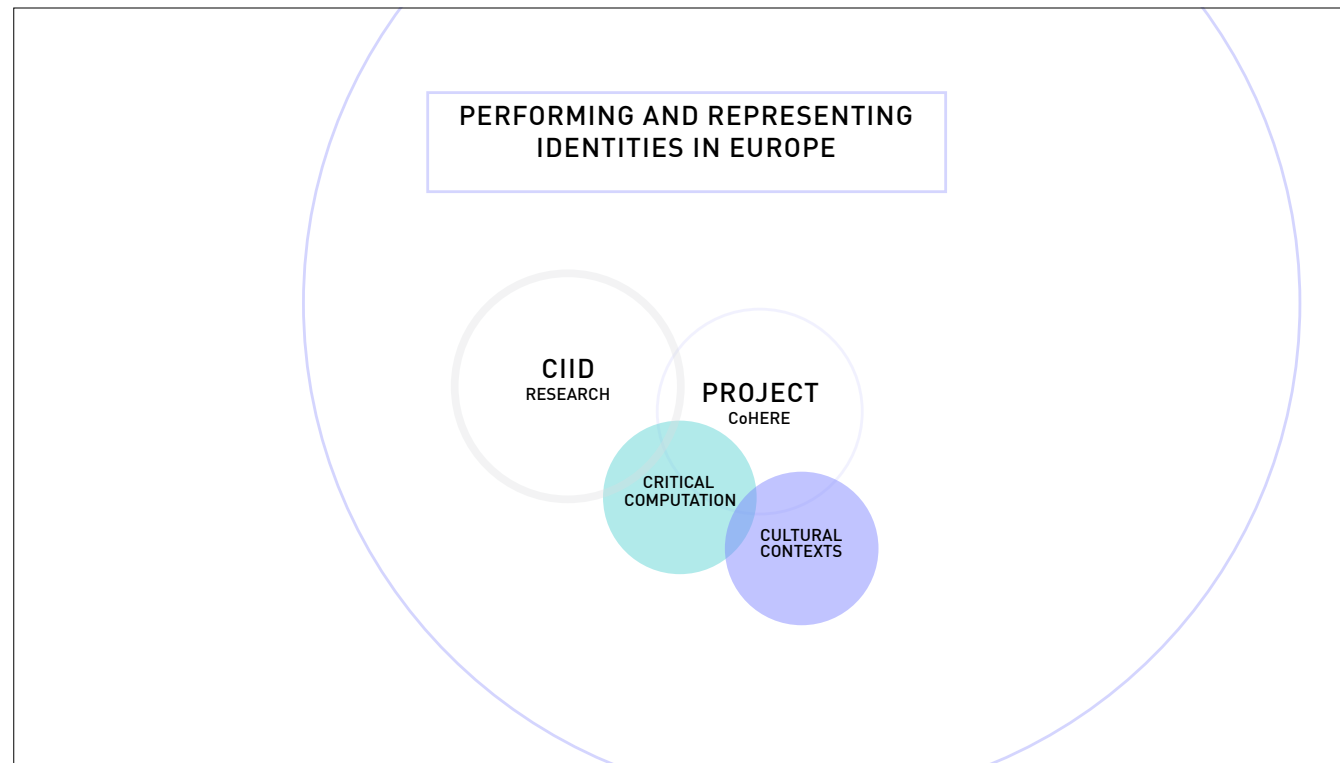 PERFORMING AND REPRESENTING
IDENTITIES IN EUROPE
CIID
RESEARCH
PROJECT
CoHERE
CRITICAL
COMPUTATION
CULTURAL
CONTEXTS